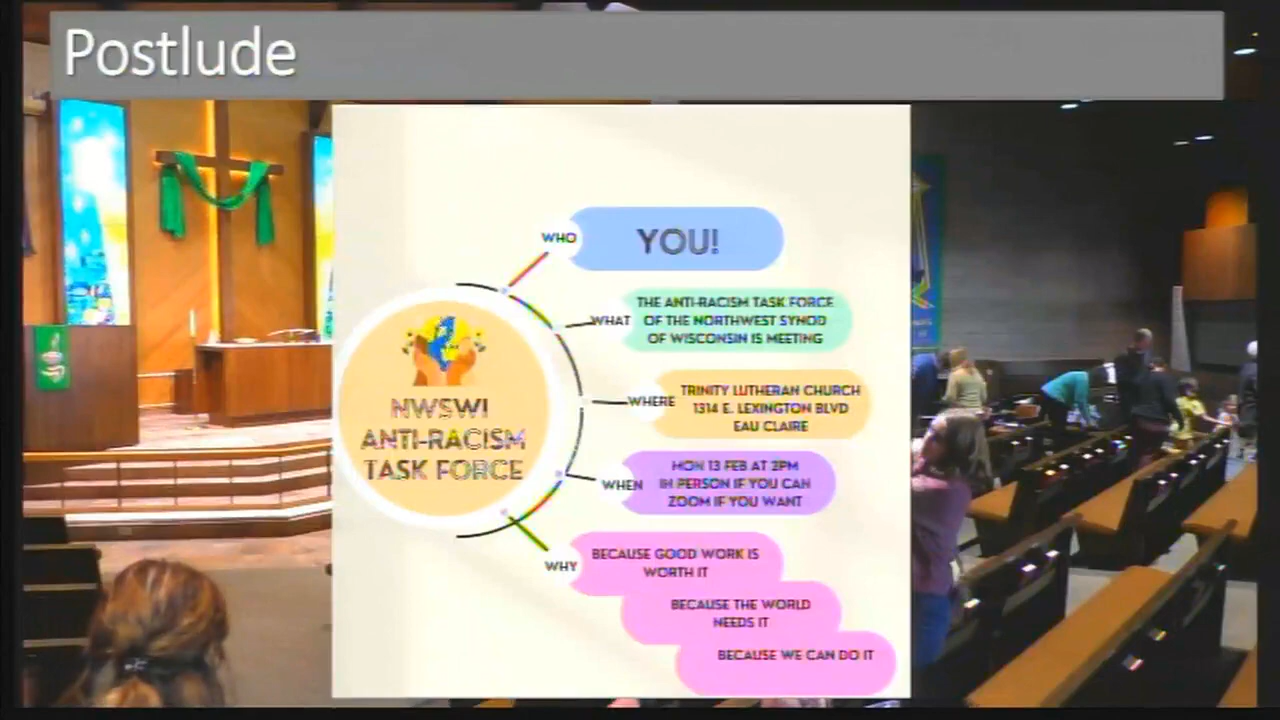 Postlude
WHO
YOU!
WHAT
THE ANTI-RACISM TASK FORCE
OF THE NORTHWEST SYNOD
OF WISCONSIN IS MEETING
WHERE
TRINITY LUTHERAN CHURCH
1314 E. LEXINGTON BLVD
EAU CLAIRE
NWSWI
ANTI-RACISM
TASK FORCE
WHEN
MON 13 FEB AT 2PM
IN PERSON IF YOU CAN
ZOOM IF YOU WANT
WHY
BECAUSE GOOD WORK IS
WORTH IT
BECAUSE THE WORLD
NEEDS IT
BECAUSE WE CAN DO IT